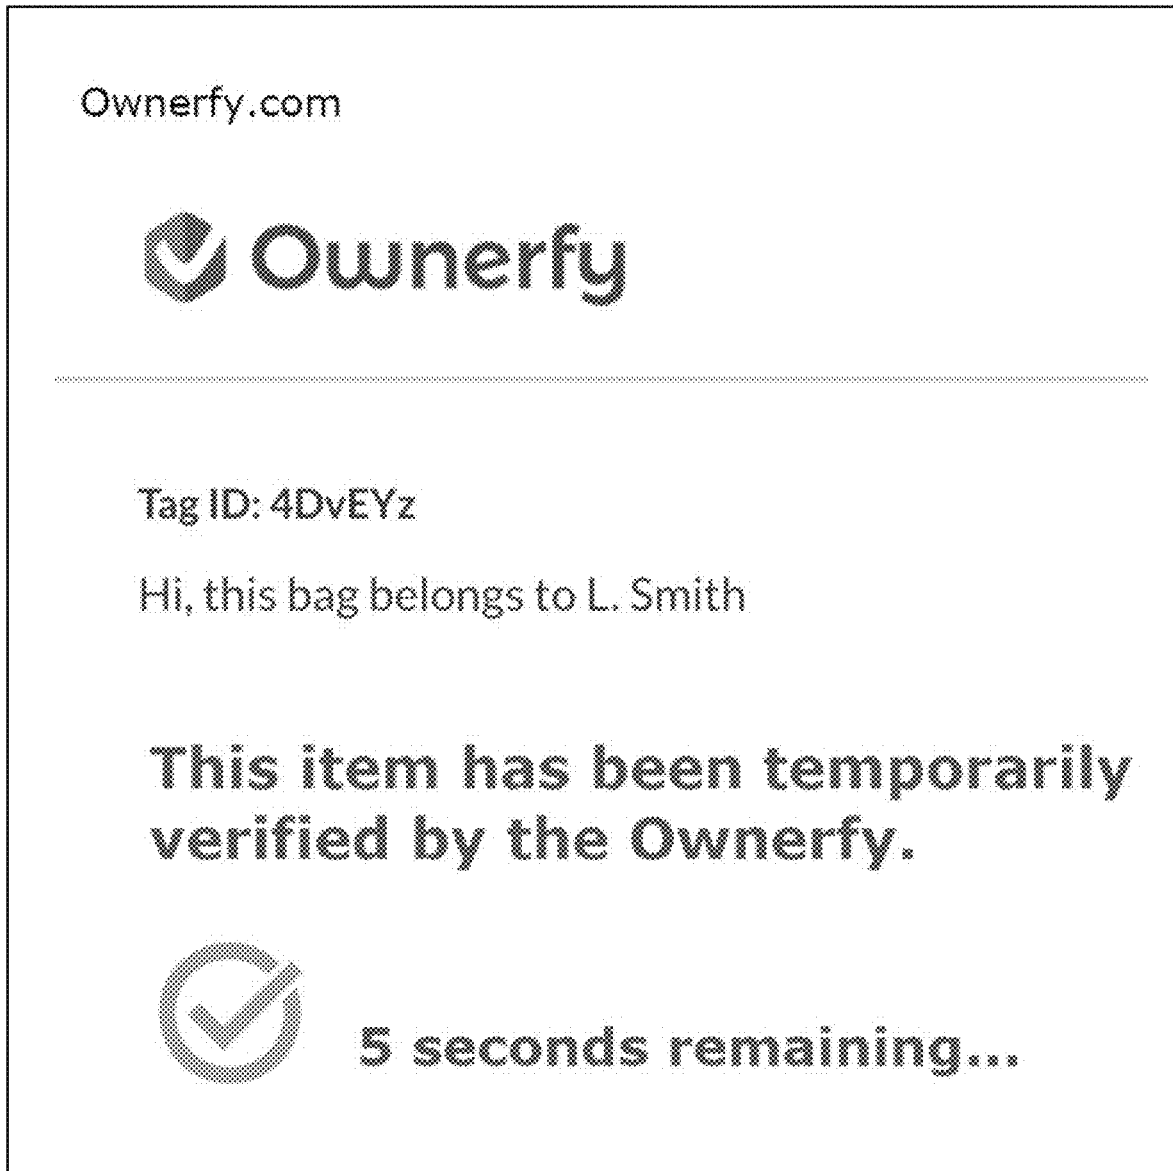 Ownerfy.com
Ownerfy
Tag ID: 4DvEYz
Hi, this bag belongs to L. Smith
This item has been temporarily
verified by the Ownerfy.
5 seconds remaining...